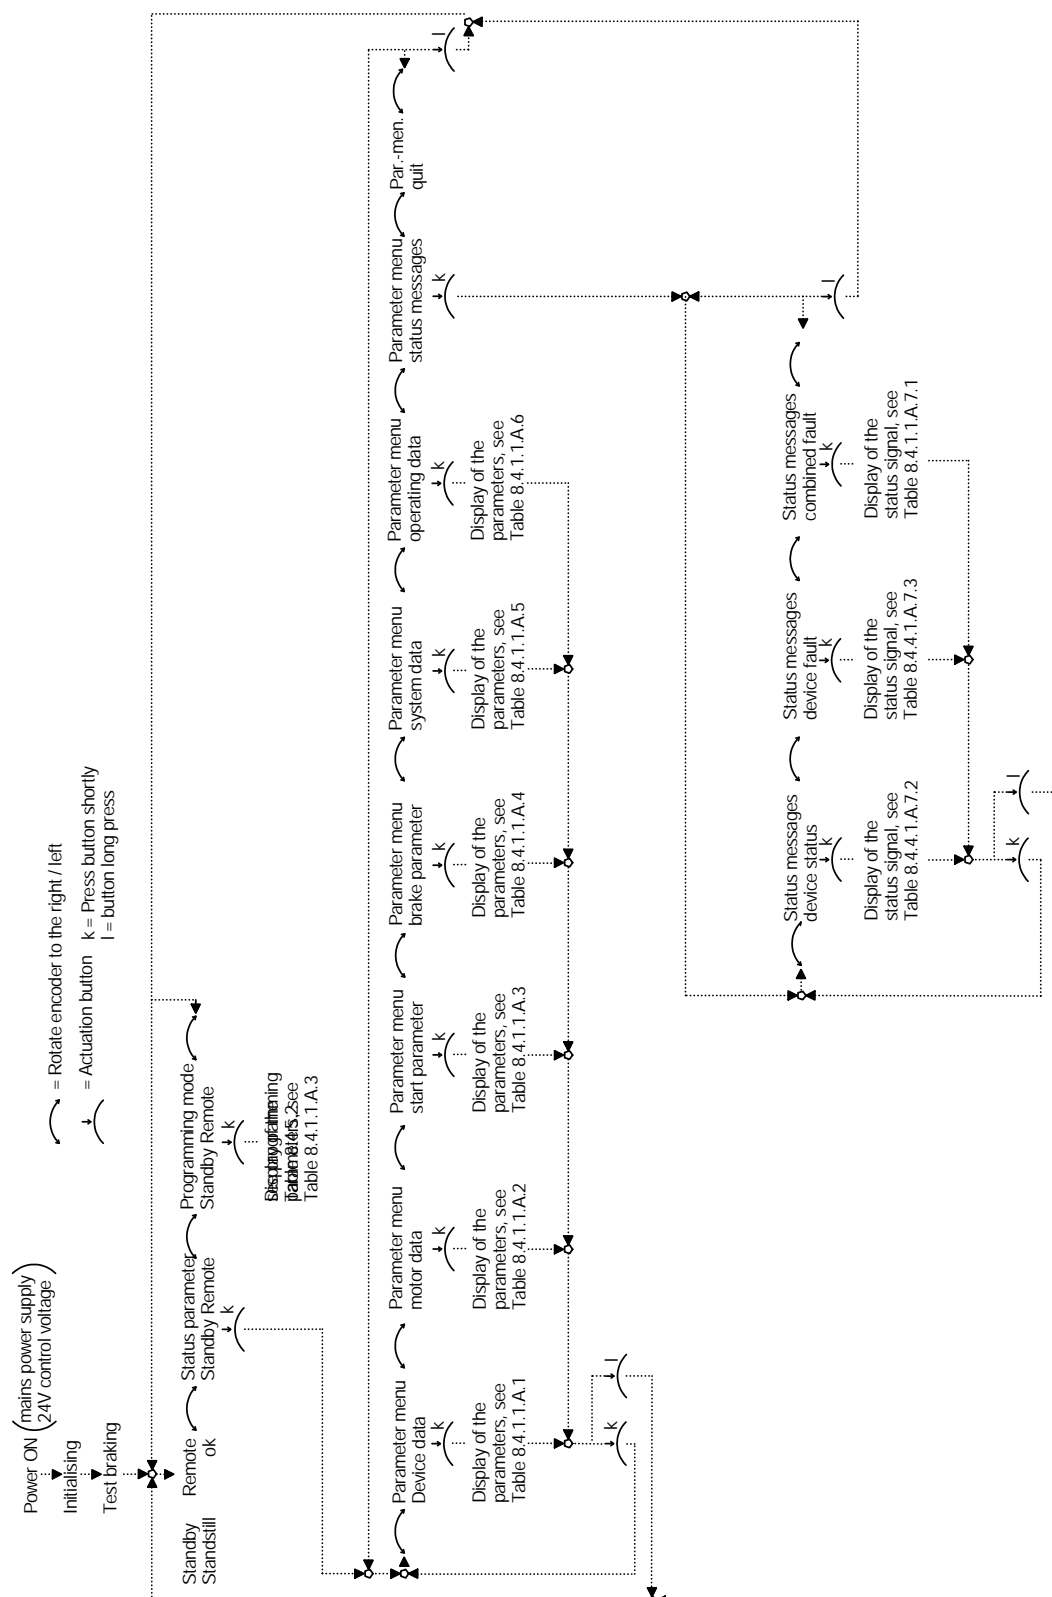 Power ON (mains power supply
24V control voltage)
Initialising
Test braking
= Rotate encoder to the right / left
= Actuation button k = Press button shortly
l = button long press
Standby
Standstill
Remote
ok
Status parameter
Standby Remote
k
Programming mode
Standby Remote
k
Table 8.4.1.1.A.3
Parameter menu
Device data
k
Display of the
parameters, see
Table 8.4.1.1.A.1
k
l
Parameter menu
motor data
k
Display of the
parameters, see
Table 8.4.1.1.A.2
Parameter menu
start parameter
k
Display of the
parameters, see
Table 8.4.1.1.A.3
Parameter menu
brake parameter
k
Display of the
parameters, see
Table 8.4.1.1.A.4
Parameter menu
system data
k
Display of the
parameters, see
Table 8.4.1.1.A.5
Parameter menu
operating data
k
Display of the
parameters, see
Table 8.4.1.1.A.6
Parameter menu
status messages
k
Par.-men.
quit
l
Status messages
device status
k
Display of the
status signal, see
Table 8.4.4.1.A.7.2
k
l
Status messages
device fault
k
Display of the
status signal, see
Table 8.4.4.1.A.7.3
Status messages
combined fault
k
Display of the
status signal, see
Table 8.4.1.1.A.7.1
l